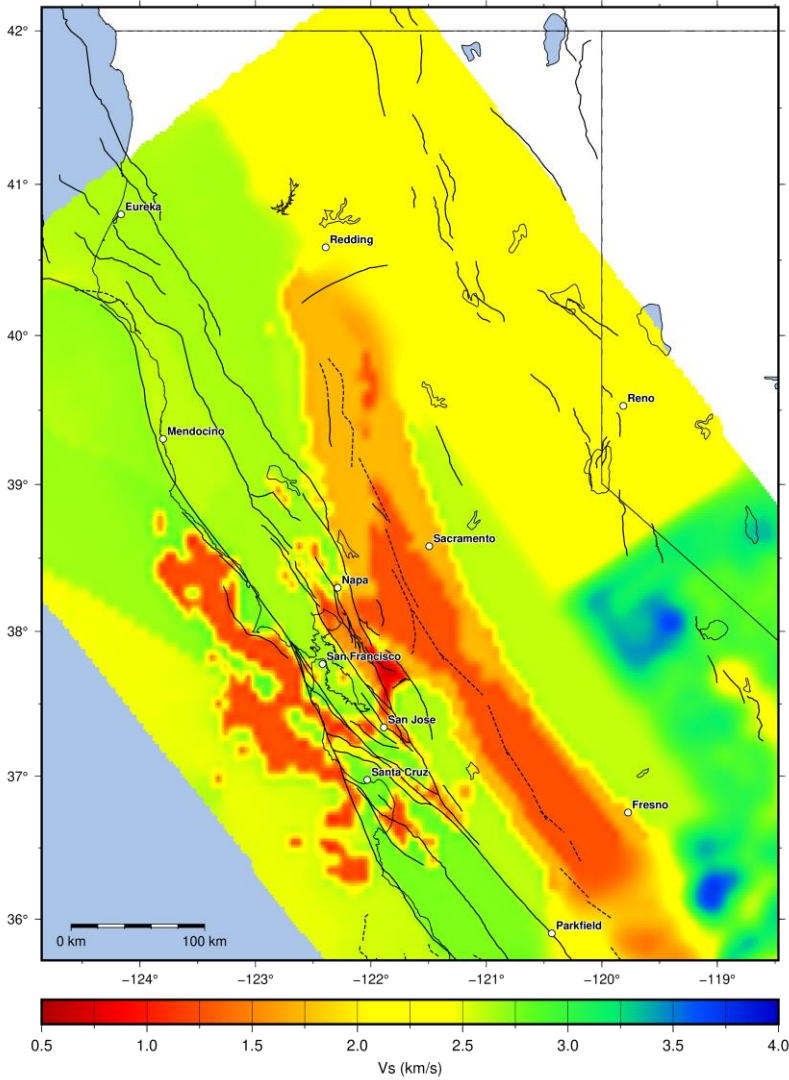 42°
41°
Eureka
Redding
40°
Reno
Mendocino
39°
Sacramento
Napa
38°
San Francisco
San Jose
37°
Santa Cruz
Fresno
36°
Parkfield
0 km 100 km
−124° −123° −122° −121° −120° −119°
0.5 1.0 1.5 2.0 2.5 3.0 3.5 4.0
Vs (km/s)